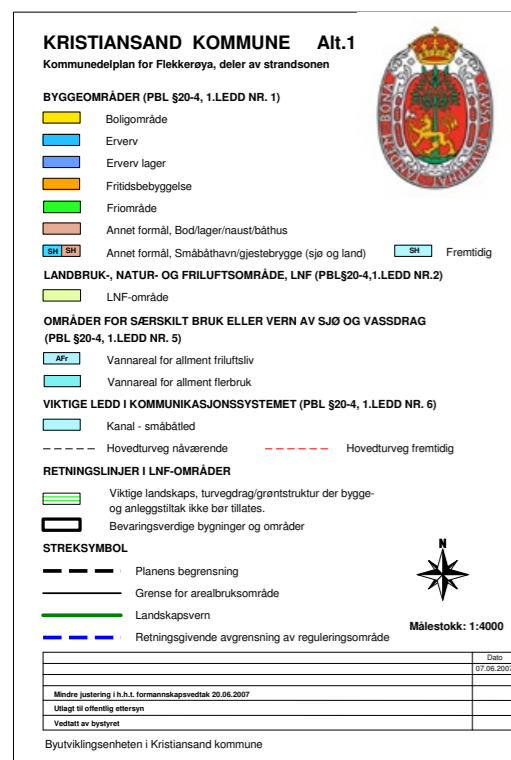 KRISTIANSAND KOMMUNE Alt.1
Kommunedelplan for Flekkerøya, deler av strandsonen
BYGGEOMRÅDER (PBL §20-4, 1.LEDD NR. 1)
Boligområde
Erverv
Erverv lager
Fritidsbebyggelse
Friområde
Annet formål, Bod/lager/naust/båthus
SH SH Annet formål, Småbåthavn/gjestebrygge (sjø og land) SH Fremtidig
LANDBRUK-, NATUR- OG FRILUFTSOMRÅDE, LNF (PBL§20-4,1.LEDD NR.2)
LNF-område
OMRÅDER FOR SÆRSKILT BRUK ELLER VERN AV SJØ OG VASSDRAG
(PBL §20-4, 1.LEDD NR. 5)
AFr Vannareal for allment friluftsliv
Vannareal for allment flerbruk
VIKTIGE LEDD I KOMMUNIKASJONSSYSTEMET (PBL §20-4, 1.LEDD NR. 6)
Kanal - småbåtled
Hovedturveg nåværende Hovedturveg fremtidig
RETNINGSLINJER I LNF-OMRÅDER
Viktige landskaps, turvegdrag/grøntstruktur der bygge-
og anleggstiltak ikke bør tillates.
Bevaringsverdige bygninger og områder
STREKSYMBOL
N
Planens begrensning
Grense for arealbruksområde
Landskapsvern
Målestokk: 1:4000
Retningsgivende avgrensning av reguleringsområde
Dato
07.06.2007
Mindre justering i h.h.t. formannskapsvedtak 20.06.2007
Utlagt til offentlig ettersyn
Vedtatt av bystyret
Byutviklingsenheten i Kristiansand kommune